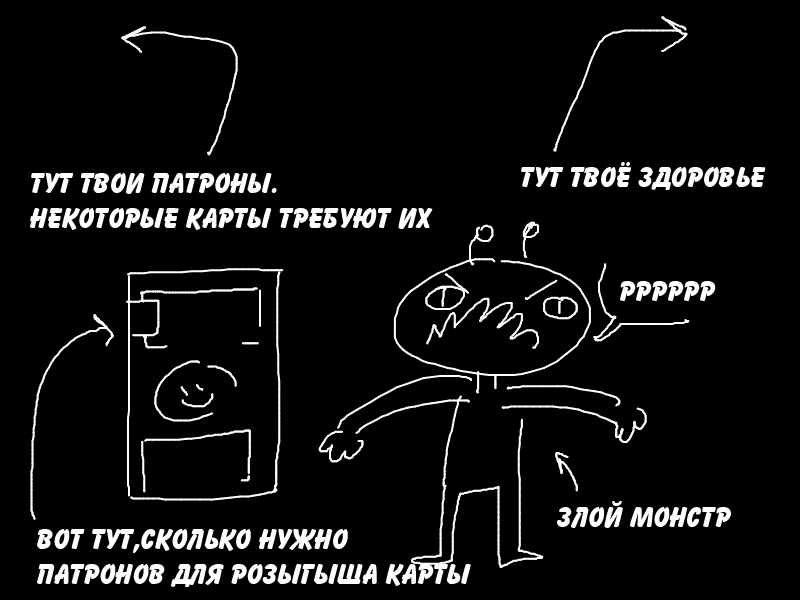 ТУТ ТВОИ ПАТРОНЫ.
НЕКОТОРЫЕ КАРТЫ ТРЕБУЮТ ИХ
ТУТ ТВОЁ ЗДОРОВЬЕ
РРРРРР
ЗЛОЙ МОНСТР
ВОТ ТУТ,СКОЛЬКО НУЖНО
ПАТРОНОВ ДЛЯ РОЗЫГЫША КАРТЫ